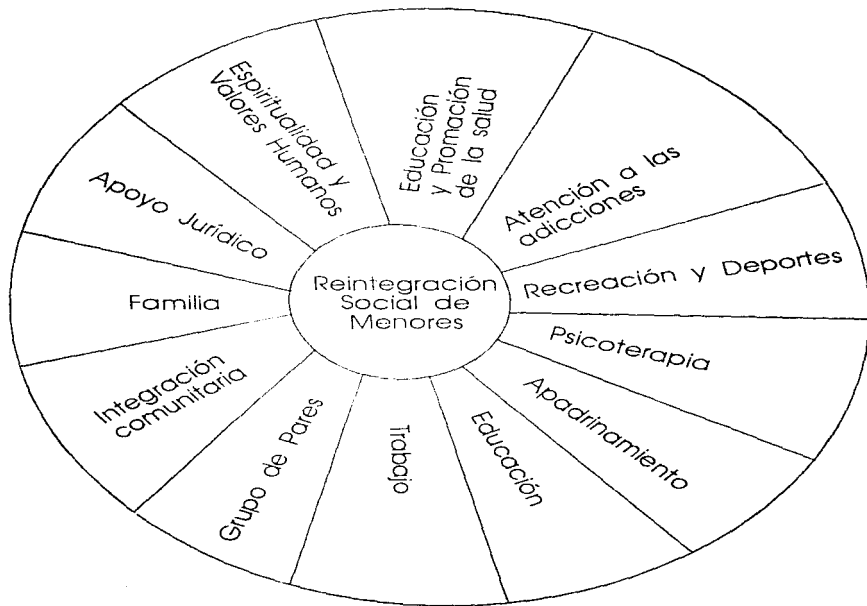 Reintegración
Social de
Menores
Espiritualidad y
Valores Humanos
Educación
y Promación
de la salud
Atención a las
adicciones
Recreación y Deportes
Psicoterapia
Apadrinamiento
Educación
Trabajo
Grupo de Pares
Integración
comunitaria
Familia
Apoyo Jurídico